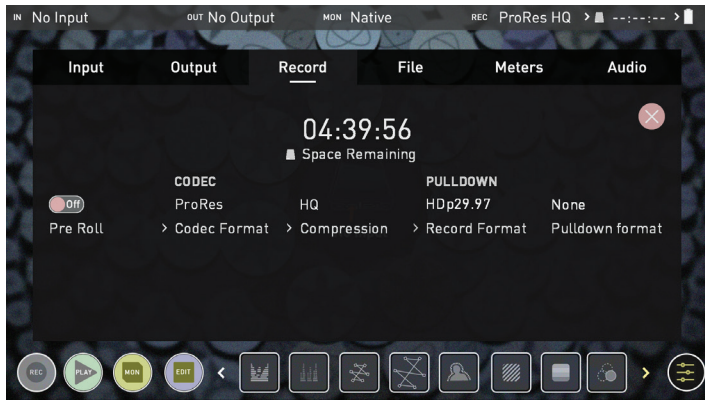 IN No Input OUT No Output MON Native REC ProRes HQ > --:--:-- >
Input Output Record File Meters Audio
04:39:56
Space Remaining
CODEC PULLDOWN
Off ProRes HQ HDp29.97 None
Pre Roll > Codec Format > Compression > Record Format Pulldown format
REC PLAY MON EDIT < >